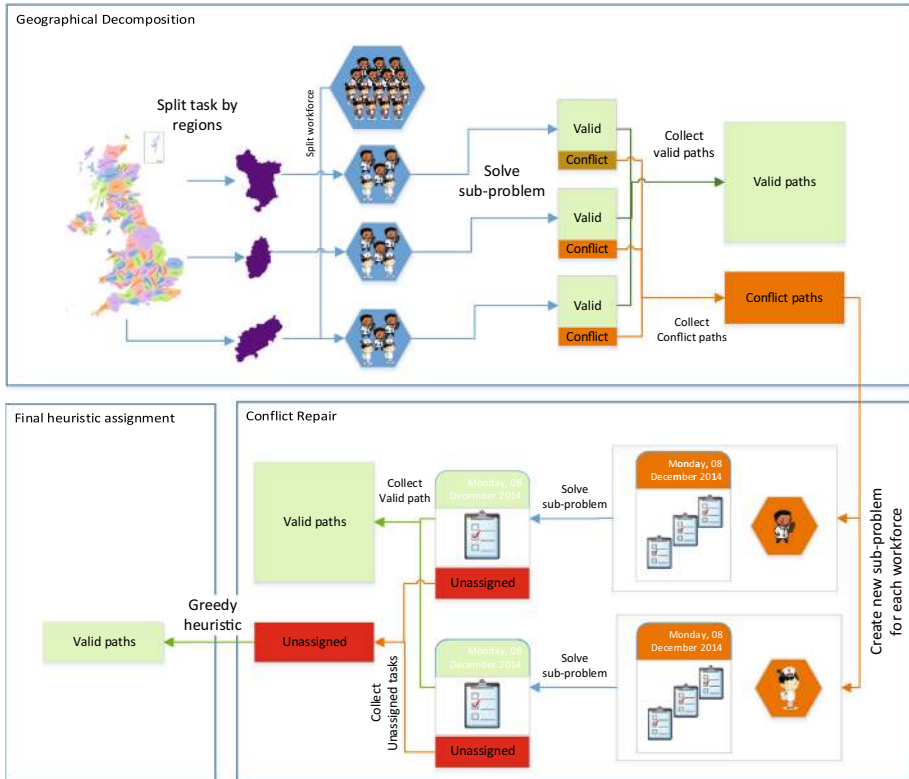 Geographical Decomposition
Split task by
regions
Split workforce
Solve
sub-problem
Valid
Conflict
Valid
Conflict
Valid
Conflict
Collect
valid paths
Valid paths
Collect
Conflict paths
Conflict paths
Final heuristic assignment
Conflict Repair
Valid paths
Collect
Valid path
Monday, 08
December 2014
Unassigned
Solve
sub-problem
Monday, 08
December 2014
Create new sub-problem
for each workforce
Valid paths
Greedy
heuristic
Unassigned
Collect
Unassigned tasks
Monday, 08
December 2014
Unassigned
Solve
sub-problem
Monday, 08
December 2014